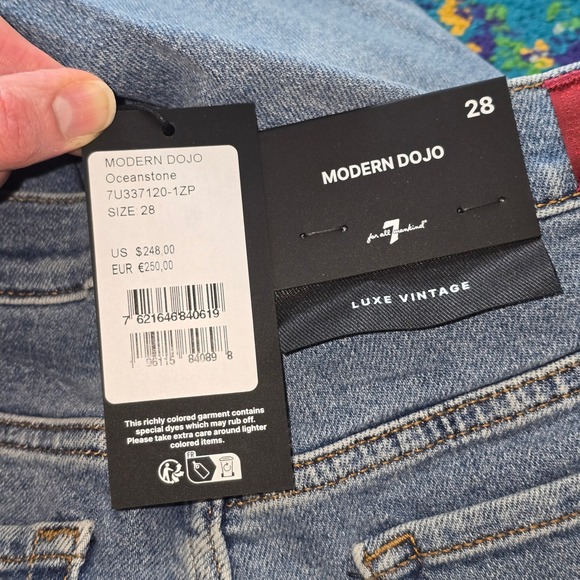 MODERN DOJO
Oceanstone
7U337120-1ZP
SIZE: 28
US $248.00
EUR €250,00
7 621646 840619
1 96115 84089 8
This richly colored garment contains
special dyes which may rub off.
Please take extra care around lighter
colored items.
FR
28
MODERN DOJO
7
for all mankind
LUXE VINTAGE